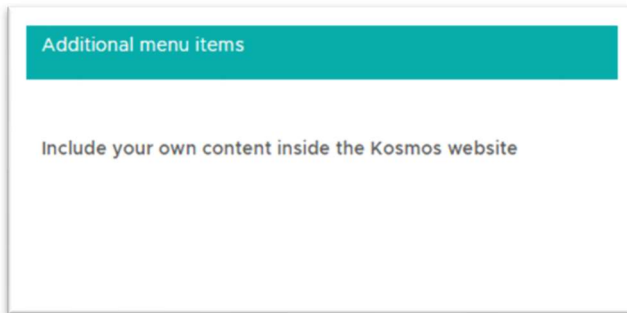 Additional menu items
Include your own content inside the Kosmos website